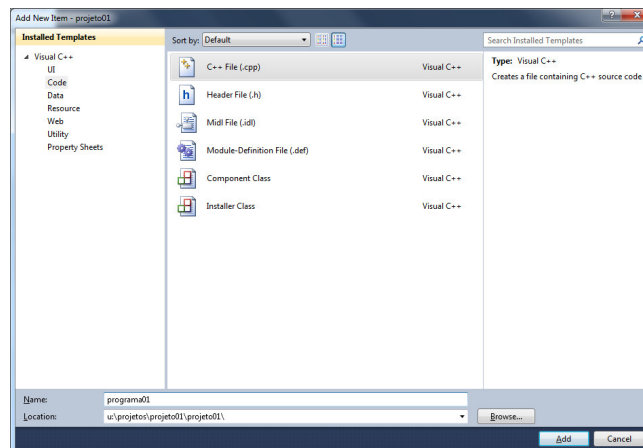 Add New Item - projeto01
Installed Templates
Sort by: Default
Search Installed Templates
Visual C++
UI
Code
Data
Resource
Web
Utility
Property Sheets
C++ File (.cpp) Visual C++
Header File (.h) Visual C++
Midl File (.idl) Visual C++
Module-Definition File (.def) Visual C++
Component Class Visual C++
Installer Class Visual C++
Type: Visual C++
Creates a file containing C++ source code
Name: programa01
Location: u:\projetos\projeto01\projeto01\
Browse...
Add Cancel